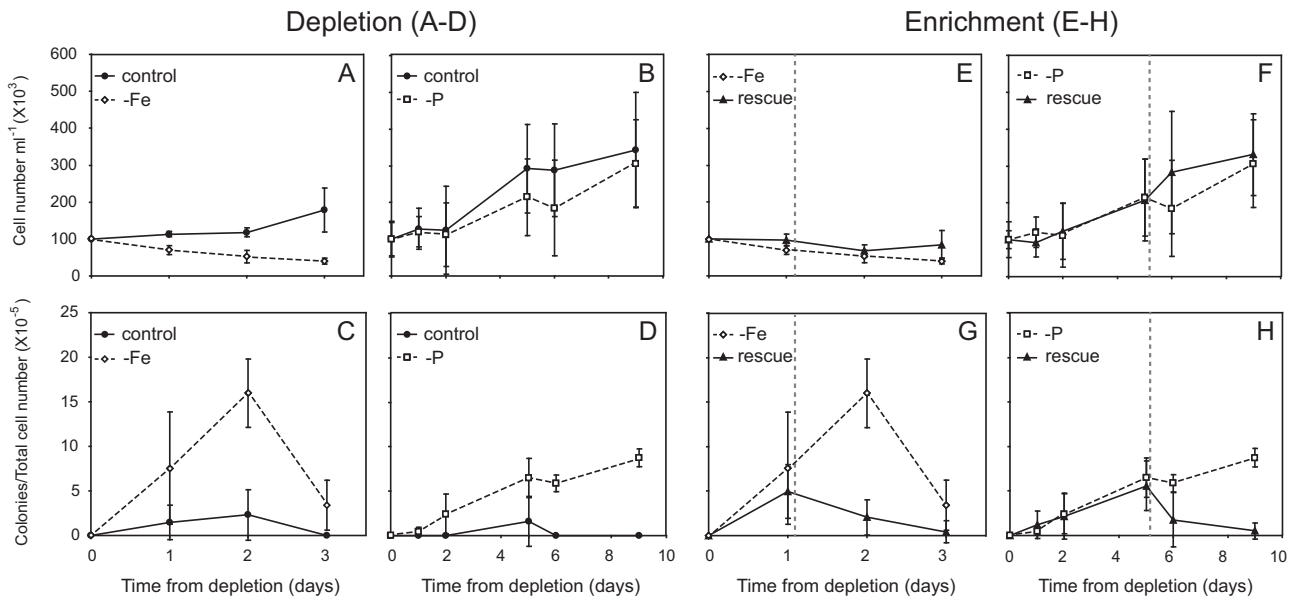 Depletion (A-D)
Enrichment (E-H)
Cell number ml⁻¹ (X10³)
600
500
400
300
200
100
0
control
-Fe
A
control
-P
B
-Fe
rescue
E
-P
rescue
F
Colonies/Total cell number (X10⁻⁵)
25
20
15
10
5
0
control
-Fe
C
control
-P
D
-Fe
rescue
G
-P
rescue
H
0 1 2 3
0 2 4 6 8 10
0 1 2 3
0 2 4 6 8 10
Time from depletion (days)
Time from depletion (days)
Time from depletion (days)
Time from depletion (days)